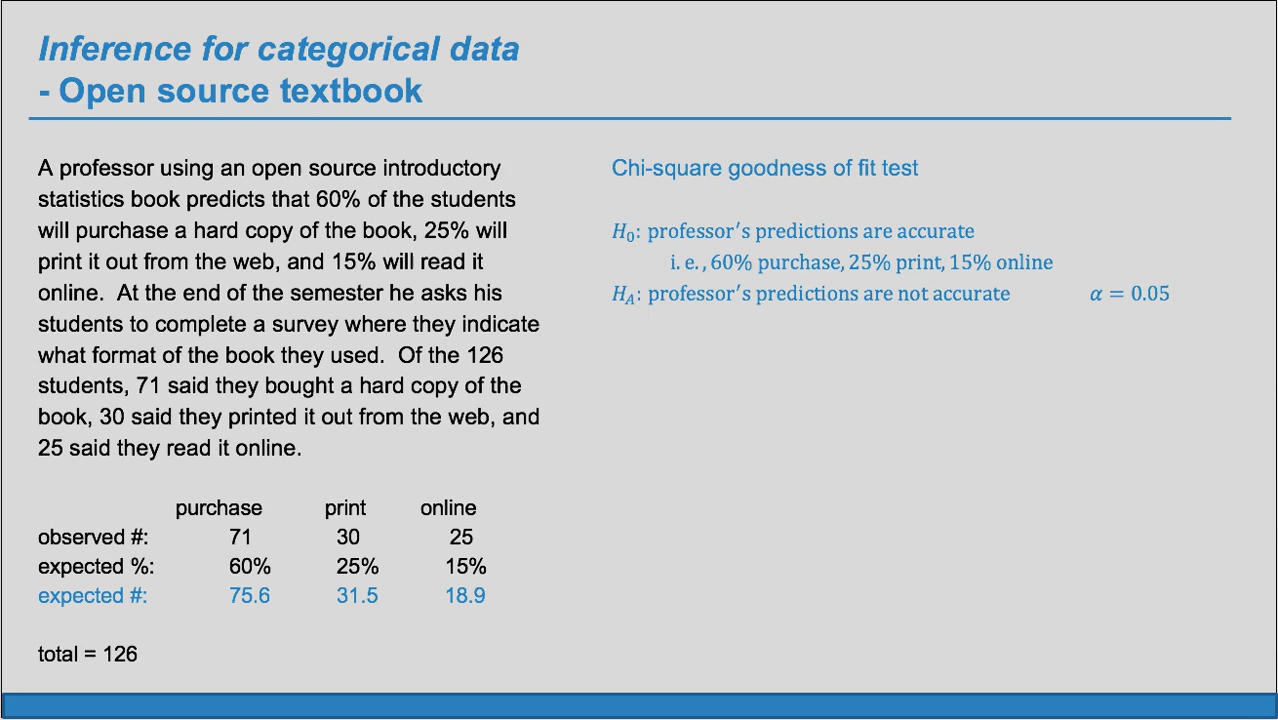 Inference for categorical data
- Open source textbook
A professor using an open source introductory
statistics book predicts that 60% of the students
will purchase a hard copy of the book, 25% will
print it out from the web, and 15% will read it
online.  At the end of the semester he asks his
students to complete a survey where they indicate
what format of the book they used.  Of the 126
students, 71 said they bought a hard copy of the
book, 30 said they printed it out from the web, and
25 said they read it online.
purchase print online
observed #: 71 30 25
expected %: 60% 25% 15%
expected #: 75.6 31.5 18.9
total = 126
Chi-square goodness of fit test
H₀: professor's predictions are accurate
i. e., 60% purchase, 25% print, 15% online
H_A: professor's predictions are not accurate α = 0.05